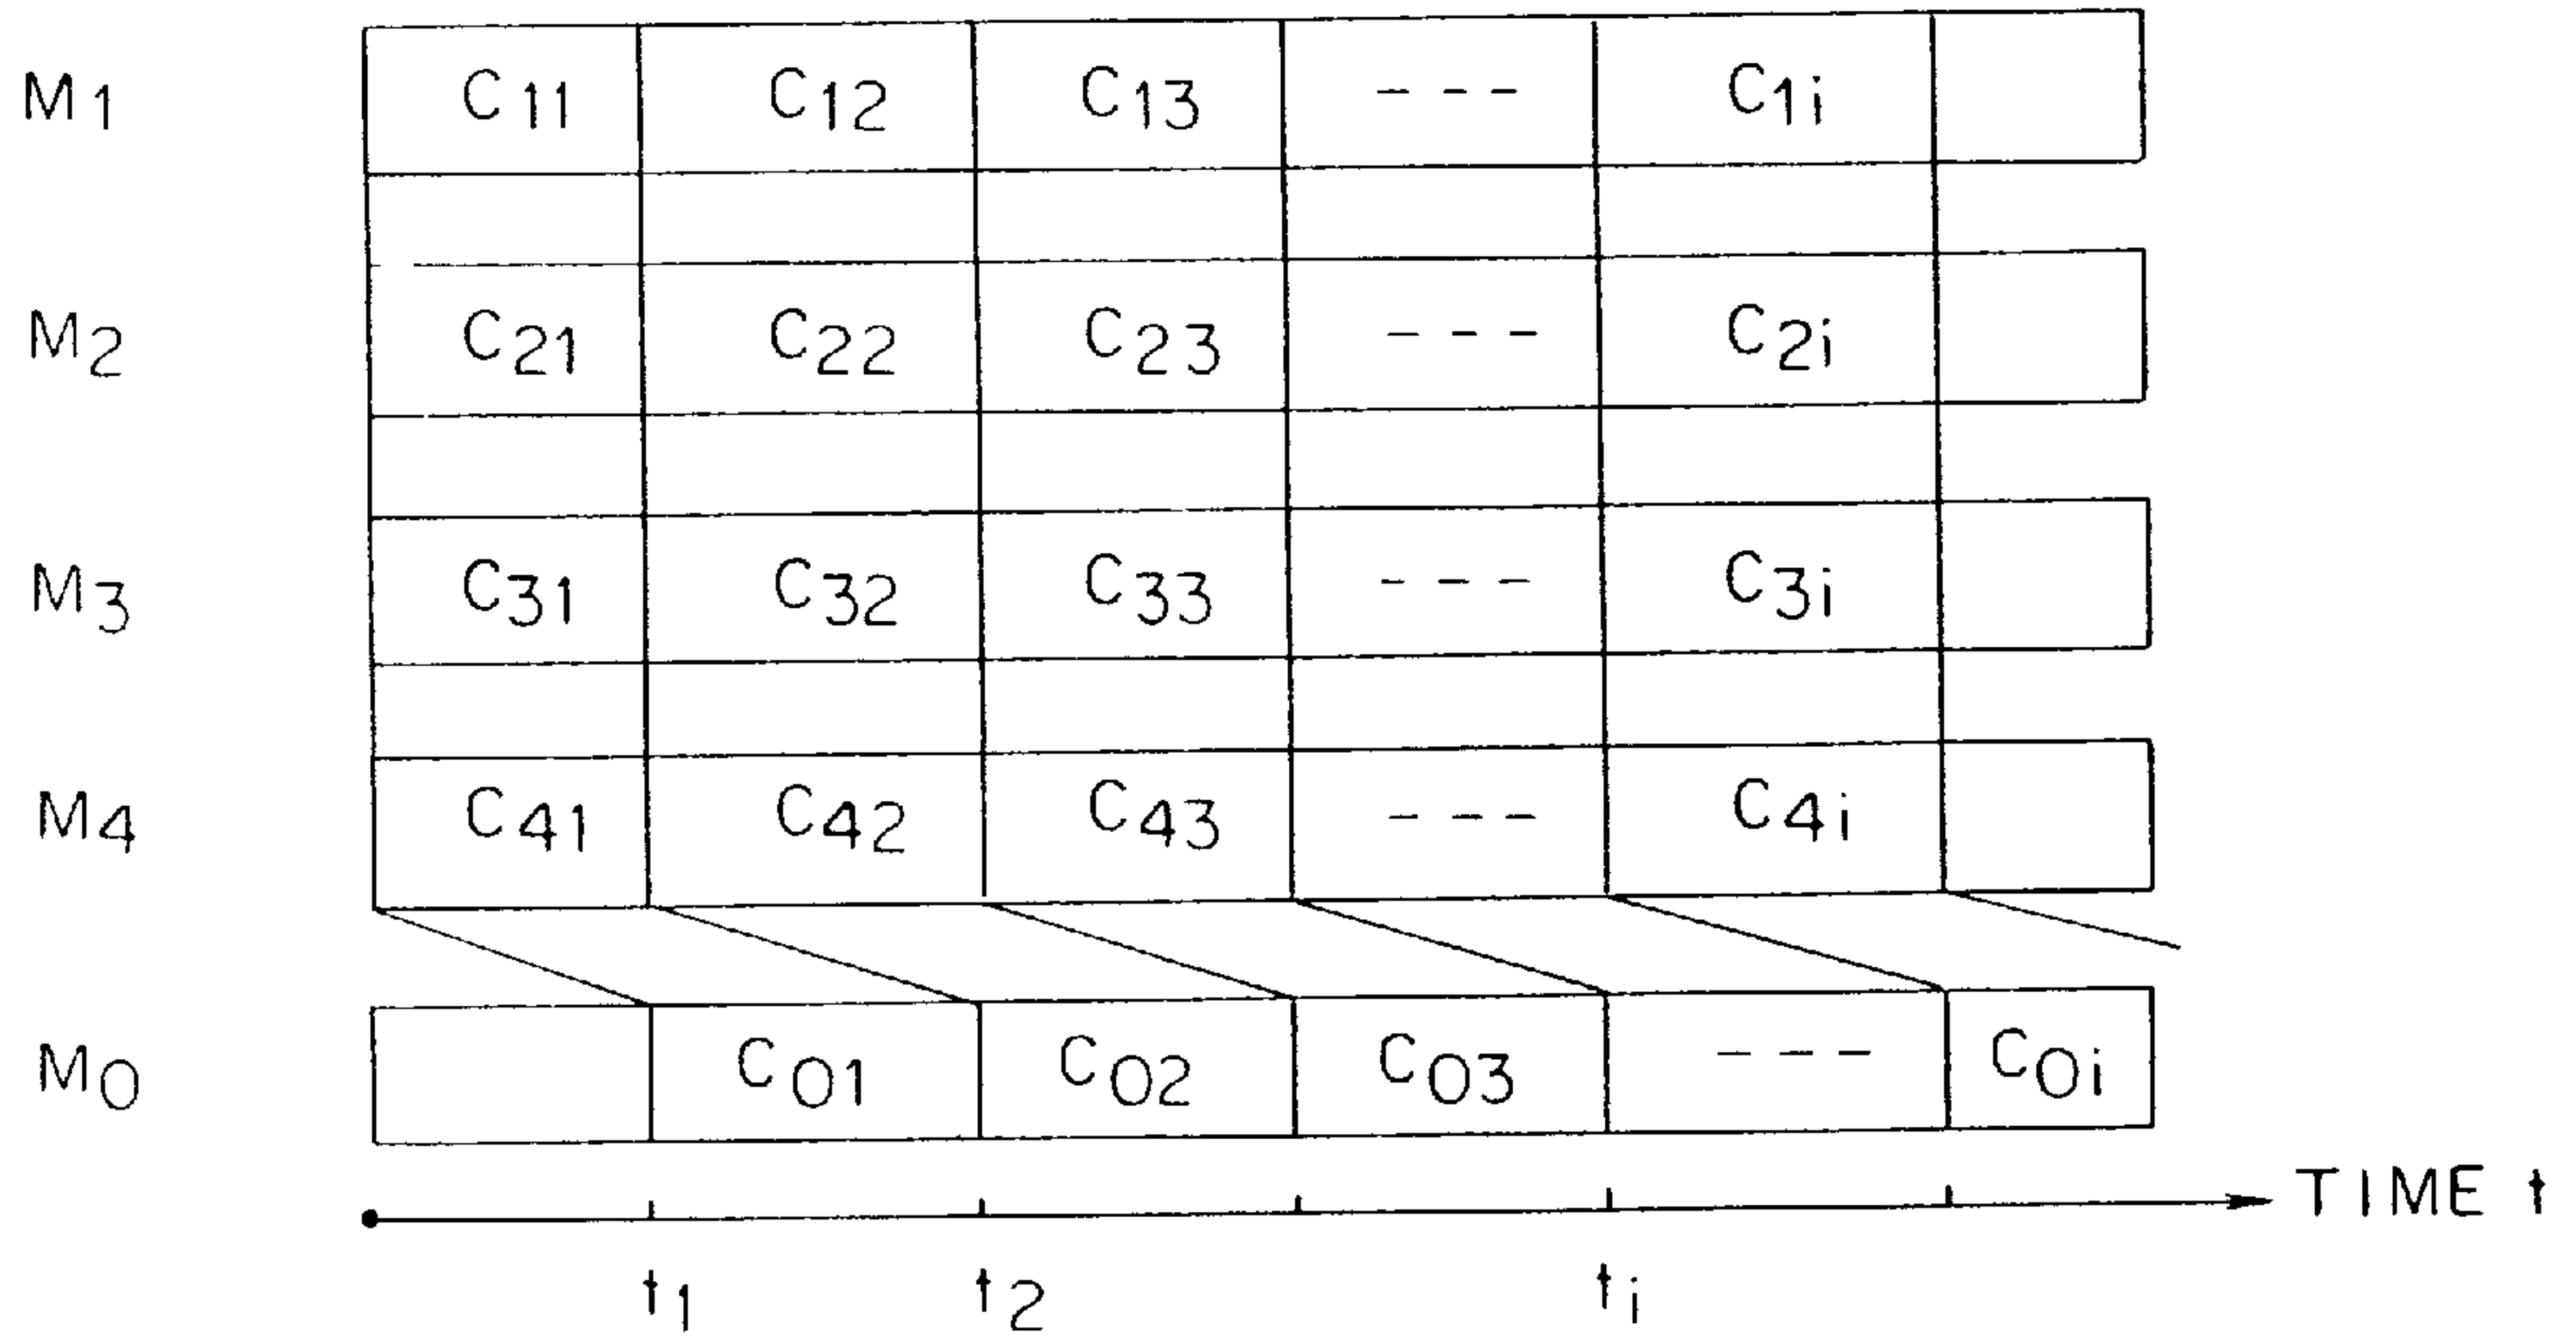 M1 C11 C12 C13 --- C1i
M2 C21 C22 C23 --- C2i
M3 C31 C32 C33 --- C3i
M4 C41 C42 C43 --- C4i
M0 C01 C02 C03 --- C0i
TIME t
t1 t2 ti